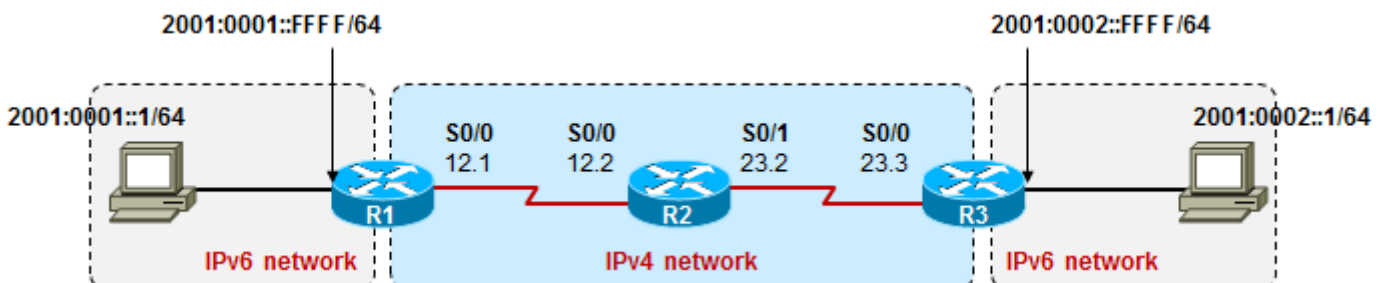 2001:0001::FFFF/64
2001:0002::FFFF/64
2001:0001::1/64
2001:0002::1/64
S0/0
S0/0
S0/1
S0/0
12.1
12.2
23.2
23.3
R1
R2
R3
IPv6 network
IPv4 network
IPv6 network